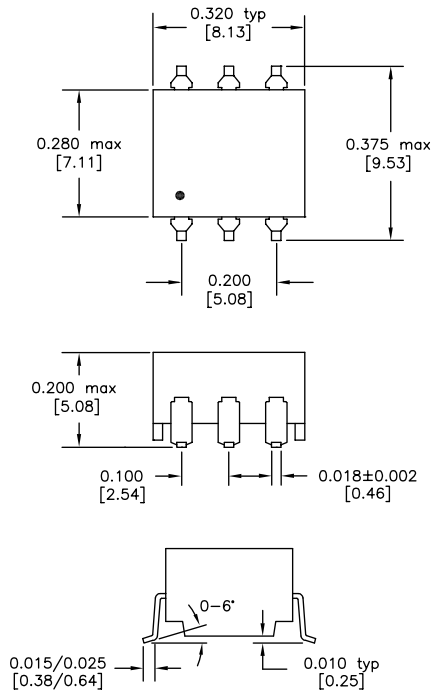 0.320 typ
[8.13]
0.280 max
[7.11]
0.375 max
[9.53]
0.200
[5.08]
0.200 max
[5.08]
0.100
[2.54]
0.018±0.002
[0.46]
0-6°
0.015/0.025
[0.38/0.64]
0.010 typ
[0.25]